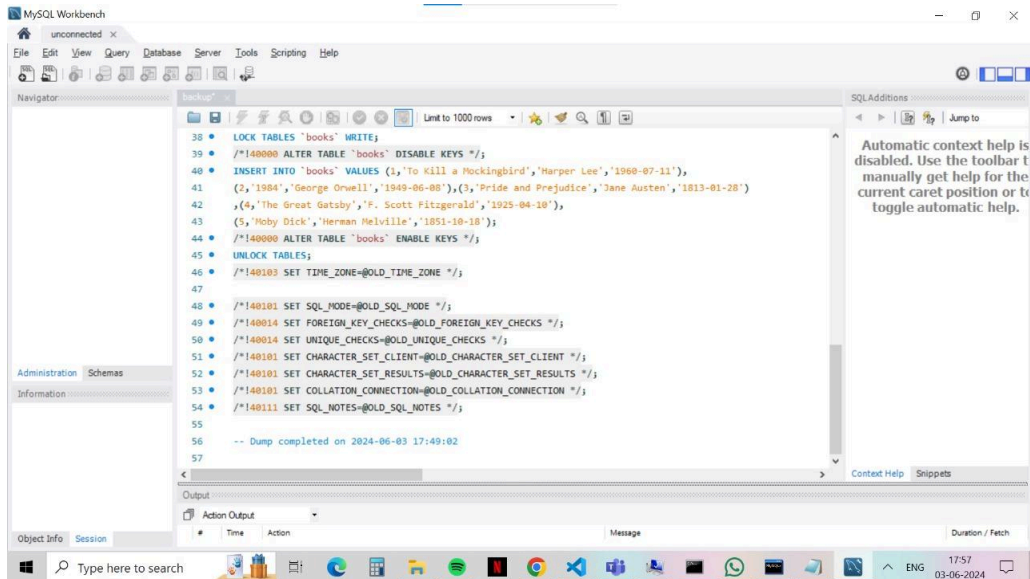 MySQL Workbench
unconnected
File Edit View Query Database Server Tools Scripting Help
Navigator
backup*
SQLAdditions
Limit to 1000 rows
Jump to
38 LOCK TABLES `books` WRITE;
39 /*!40000 ALTER TABLE `books` DISABLE KEYS */;
40 INSERT INTO `books` VALUES (1,'To Kill a Mockingbird','Harper Lee','1960-07-11'),
41 (2,'1984','George Orwell','1949-06-08'),(3,'Pride and Prejudice','Jane Austen','1813-01-28')
42 ,(4,'The Great Gatsby','F. Scott Fitzgerald','1925-04-10'),
43 (5,'Moby Dick','Herman Melville','1851-10-18');
44 /*!40000 ALTER TABLE `books` ENABLE KEYS */;
45 UNLOCK TABLES;
46 /*!40103 SET TIME_ZONE=@OLD_TIME_ZONE */;
47
48 /*!40101 SET SQL_MODE=@OLD_SQL_MODE */;
49 /*!40014 SET FOREIGN_KEY_CHECKS=@OLD_FOREIGN_KEY_CHECKS */;
50 /*!40014 SET UNIQUE_CHECKS=@OLD_UNIQUE_CHECKS */;
51 /*!40101 SET CHARACTER_SET_CLIENT=@OLD_CHARACTER_SET_CLIENT */;
52 /*!40101 SET CHARACTER_SET_RESULTS=@OLD_CHARACTER_SET_RESULTS */;
53 /*!40101 SET COLLATION_CONNECTION=@OLD_COLLATION_CONNECTION */;
54 /*!40111 SET SQL_NOTES=@OLD_SQL_NOTES */;
55
56 -- Dump completed on 2024-06-03 17:49:02
57
Automatic context help is
disabled. Use the toolbar t
manually get help for the
current caret position or to
toggle automatic help.
Administration Schemas
Information
Context Help Snippets
Output
Action Output
# Time Action Message Duration / Fetch
Object Info Session
Type here to search
ENG
17:57
03-06-2024